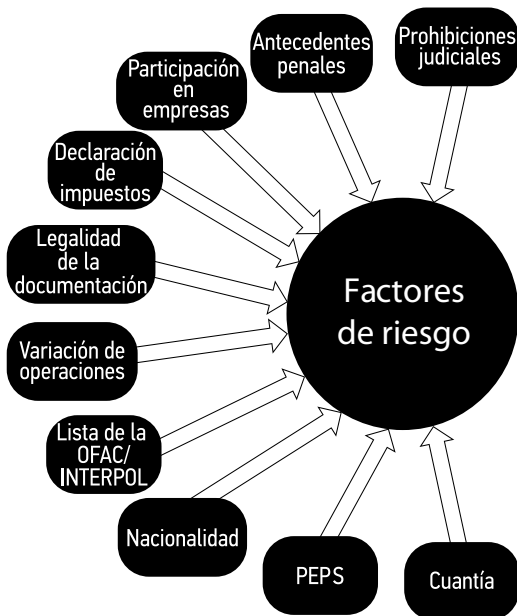 Antecedentes
penales
Prohibiciones
judiciales
Participación
en
empresas
Declaración
de
impuestos
Legalidad
de la
documentación
Variación de
operaciones
Lista de la
OFAC/
INTERPOL
Nacionalidad
PEPS
Cuantía
Factores
de riesgo